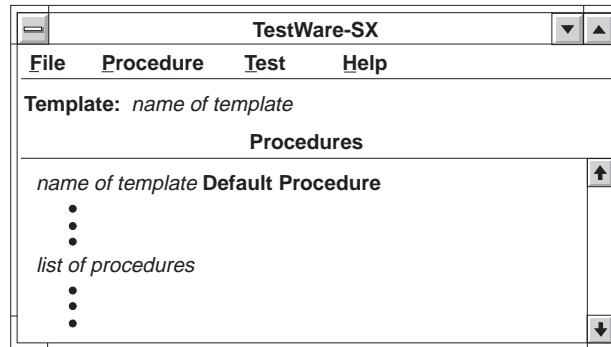 TestWare-SX
File Procedure Test Help
Template: name of template
Procedures
name of template Default Procedure
list of procedures